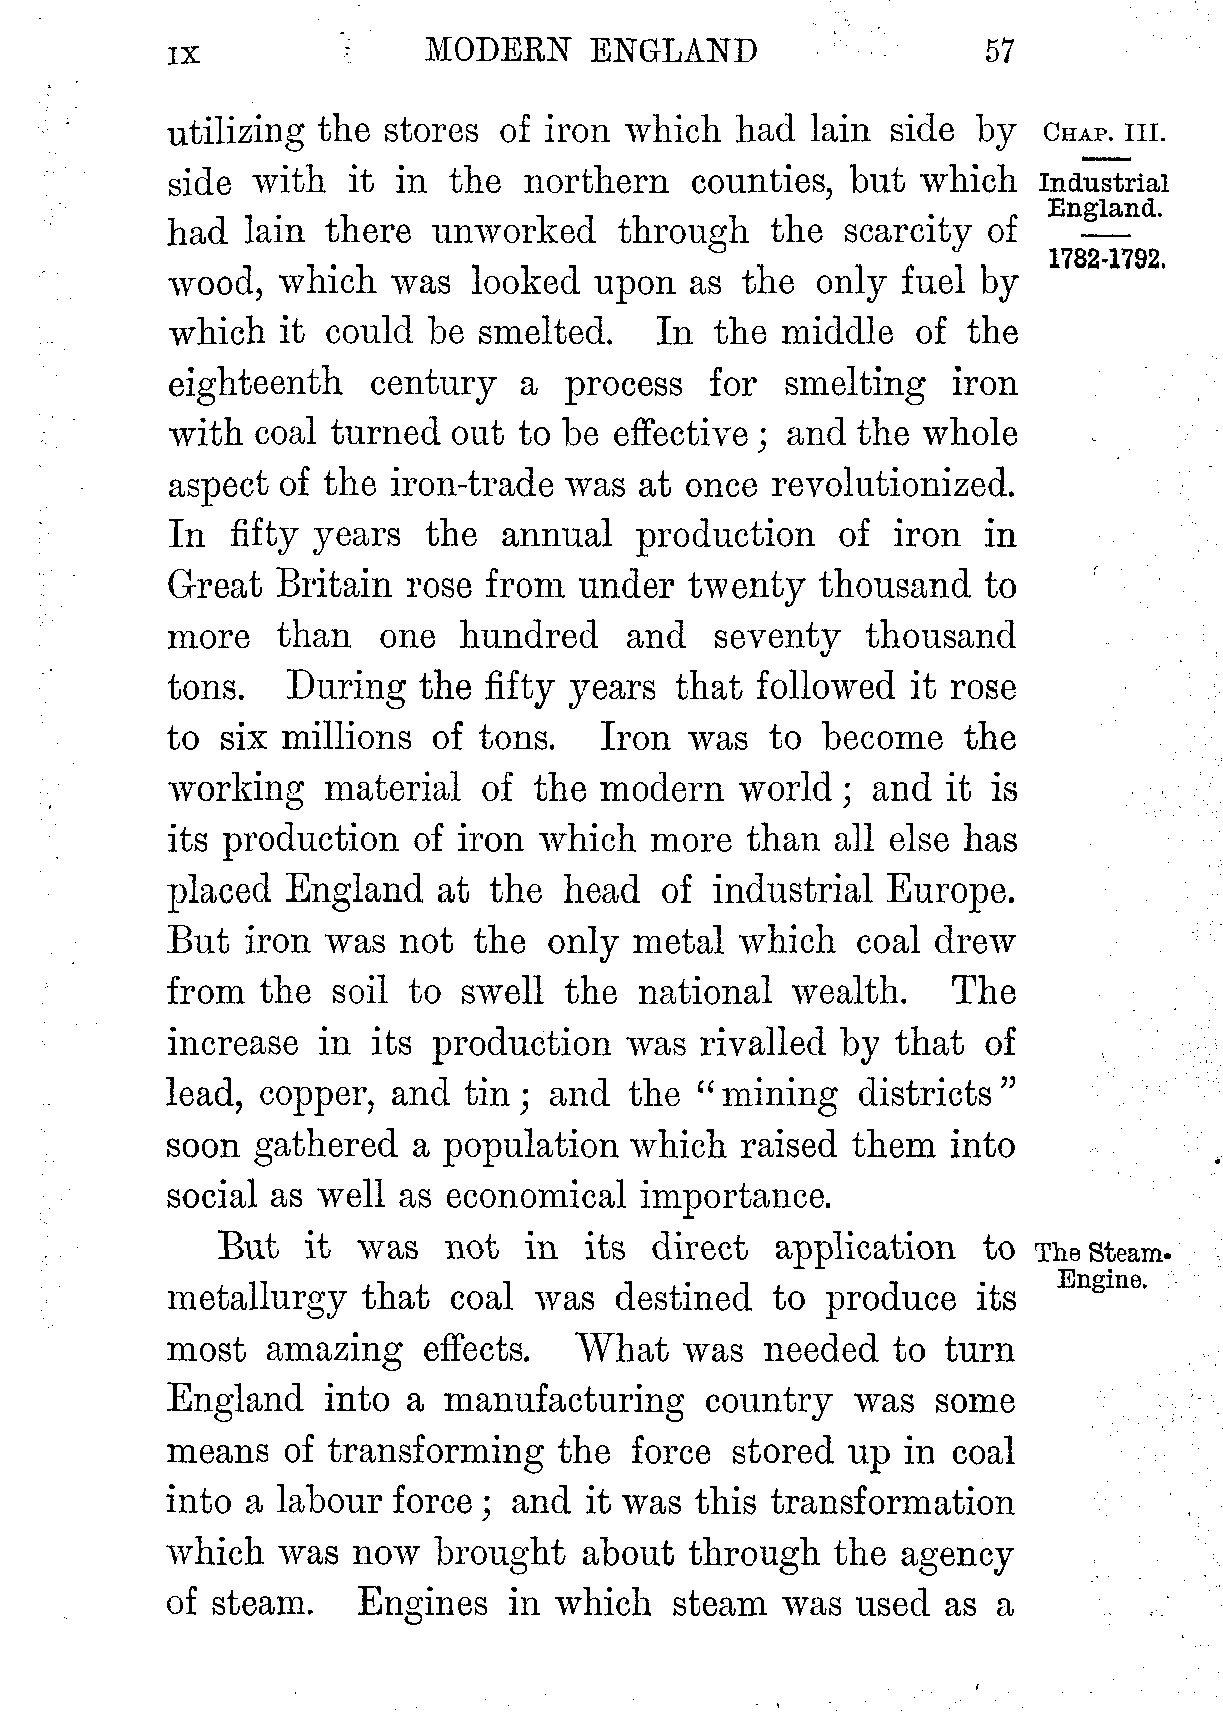 IX MODERN ENGLAND 57
utilizing the stores of iron which had lain side by
side with it in the northern counties, but which
had lain there unworked through the scarcity of
wood, which was looked upon as the only fuel by
which it could be smelted. In the middle of the
eighteenth century a process for smelting iron
with coal turned out to be effective; and the whole
aspect of the iron-trade was at once revolutionized.
In fifty years the annual production of iron in
Great Britain rose from under twenty thousand to
more than one hundred and seventy thousand
tons. During the fifty years that followed it rose
to six millions of tons. Iron was to become the
working material of the modern world; and it is
its production of iron which more than all else has
placed England at the head of industrial Europe.
But iron was not the only metal which coal drew
from the soil to swell the national wealth. The
increase in its production was rivalled by that of
lead, copper, and tin; and the "mining districts"
soon gathered a population which raised them into
social as well as economical importance.
But it was not in its direct application to
metallurgy that coal was destined to produce its
most amazing effects. What was needed to turn
England into a manufacturing country was some
means of transforming the force stored up in coal
into a labour force; and it was this transformation
which was now brought about through the agency
of steam. Engines in which steam was used as a
CHAP. III.
Industrial
England.
1782-1792.
The Steam-
Engine.